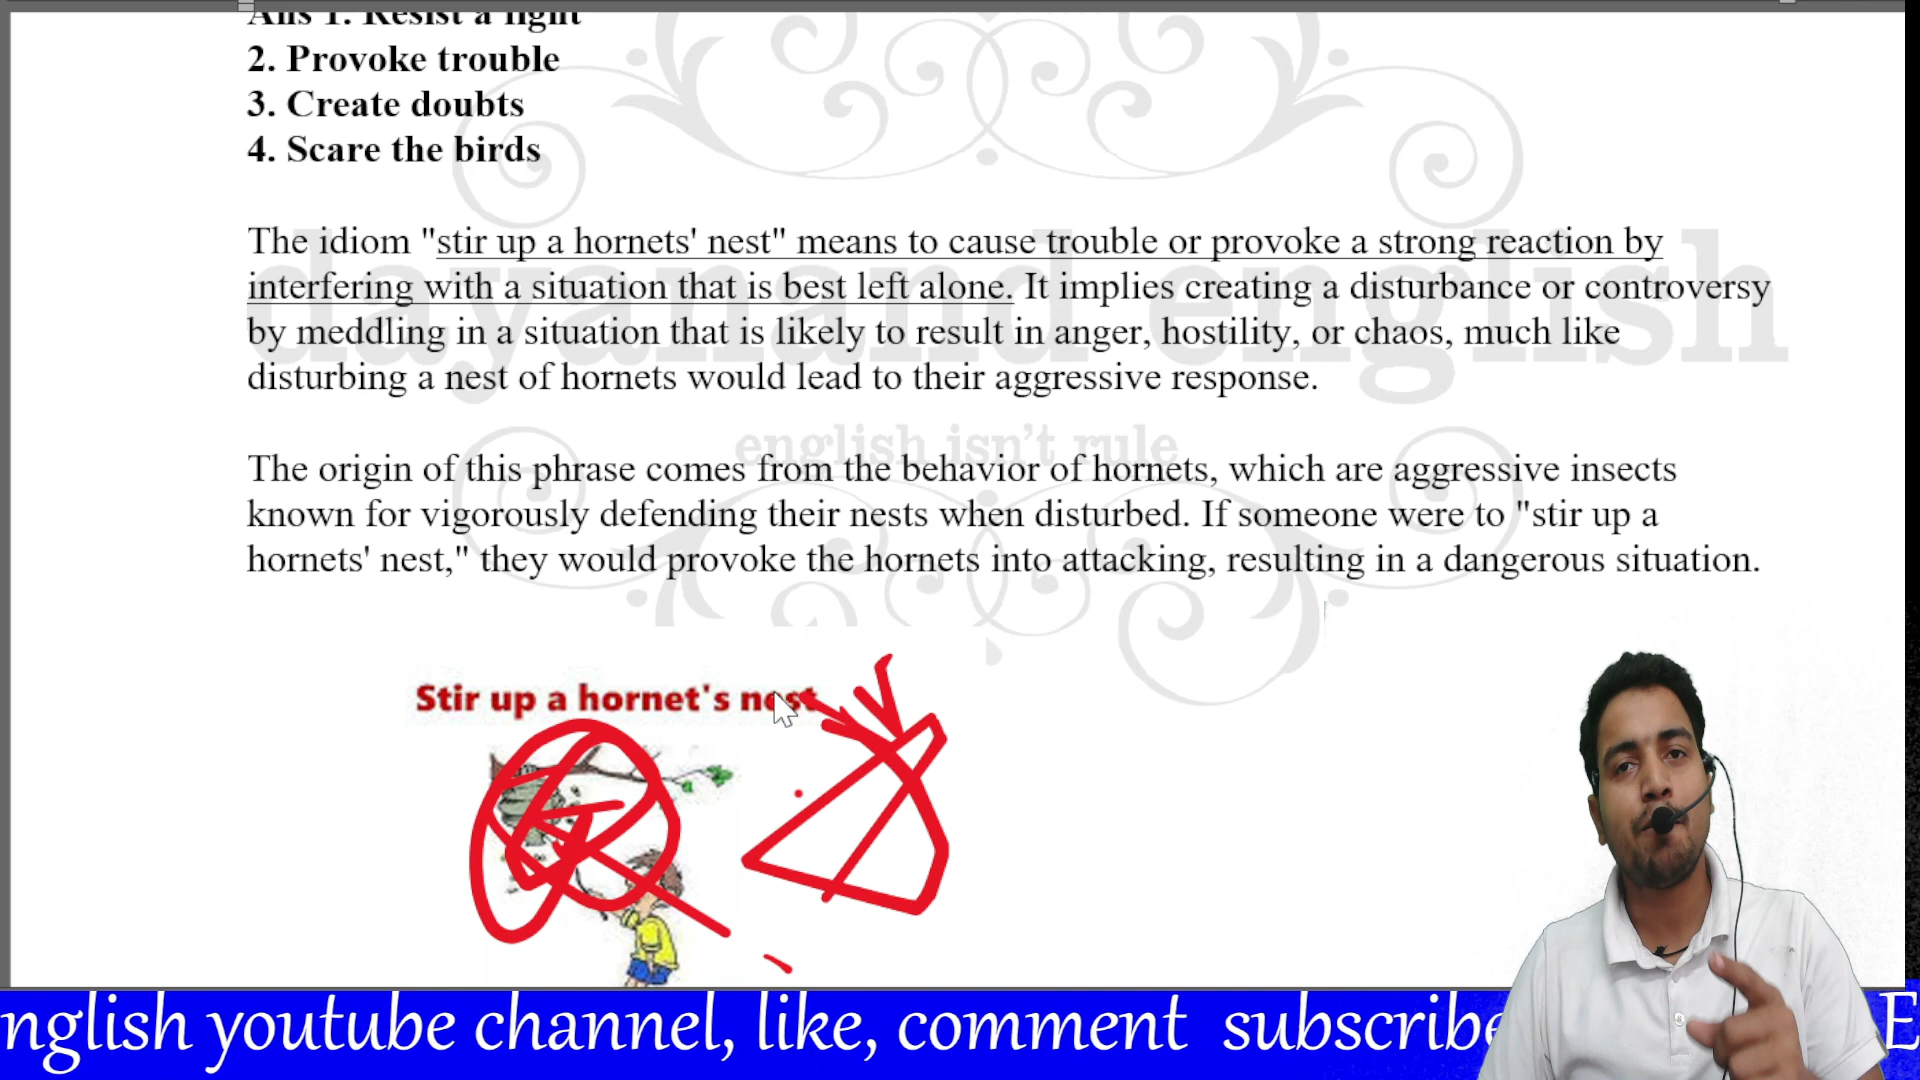 Ans 1. Resist a fight
2. Provoke trouble
3. Create doubts
4. Scare the birds
The idiom "stir up a hornets' nest" means to cause trouble or provoke a strong reaction by
interfering with a situation that is best left alone. It implies creating a disturbance or controversy
by meddling in a situation that is likely to result in anger, hostility, or chaos, much like
disturbing a nest of hornets would lead to their aggressive response.
dayanand english
english isn't rule
The origin of this phrase comes from the behavior of hornets, which are aggressive insects
known for vigorously defending their nests when disturbed. If someone were to "stir up a
hornets' nest," they would provoke the hornets into attacking, resulting in a dangerous situation.
Stir up a hornet's nest
nglish youtube channel, like, comment subscribe E